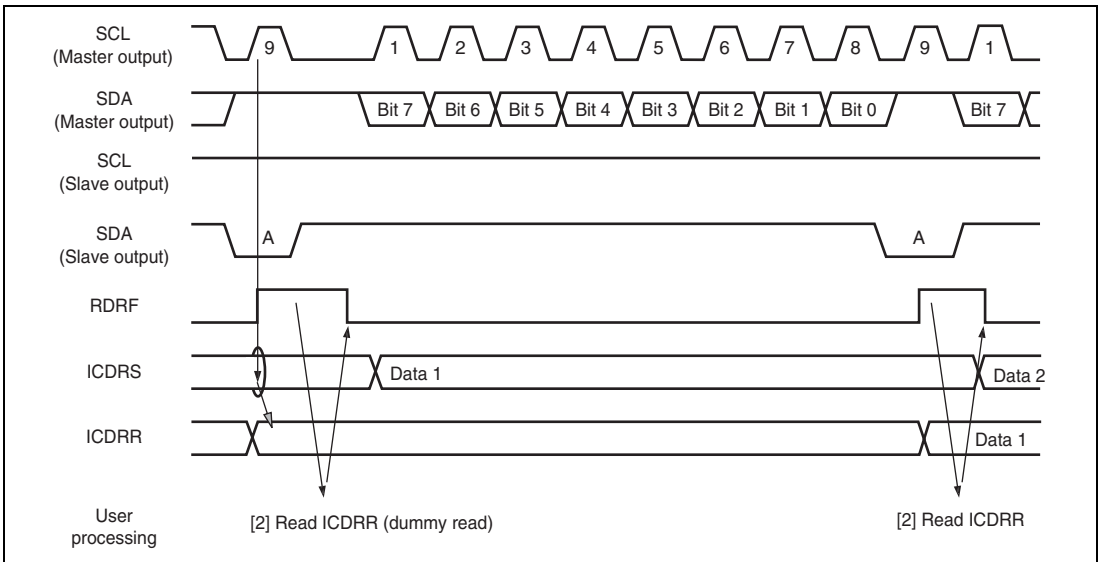 SCL
(Master output)
9 1 2 3 4 5 6 7 8 9 1
SDA
(Master output)
Bit 7 Bit 6 Bit 5 Bit 4 Bit 3 Bit 2 Bit 1 Bit 0 Bit 7
SCL
(Slave output)
SDA
(Slave output)
A A
RDRF
ICDRS
Data 1 Data 2
ICDRR
Data 1
User
processing
[2] Read ICDRR (dummy read) [2] Read ICDRR